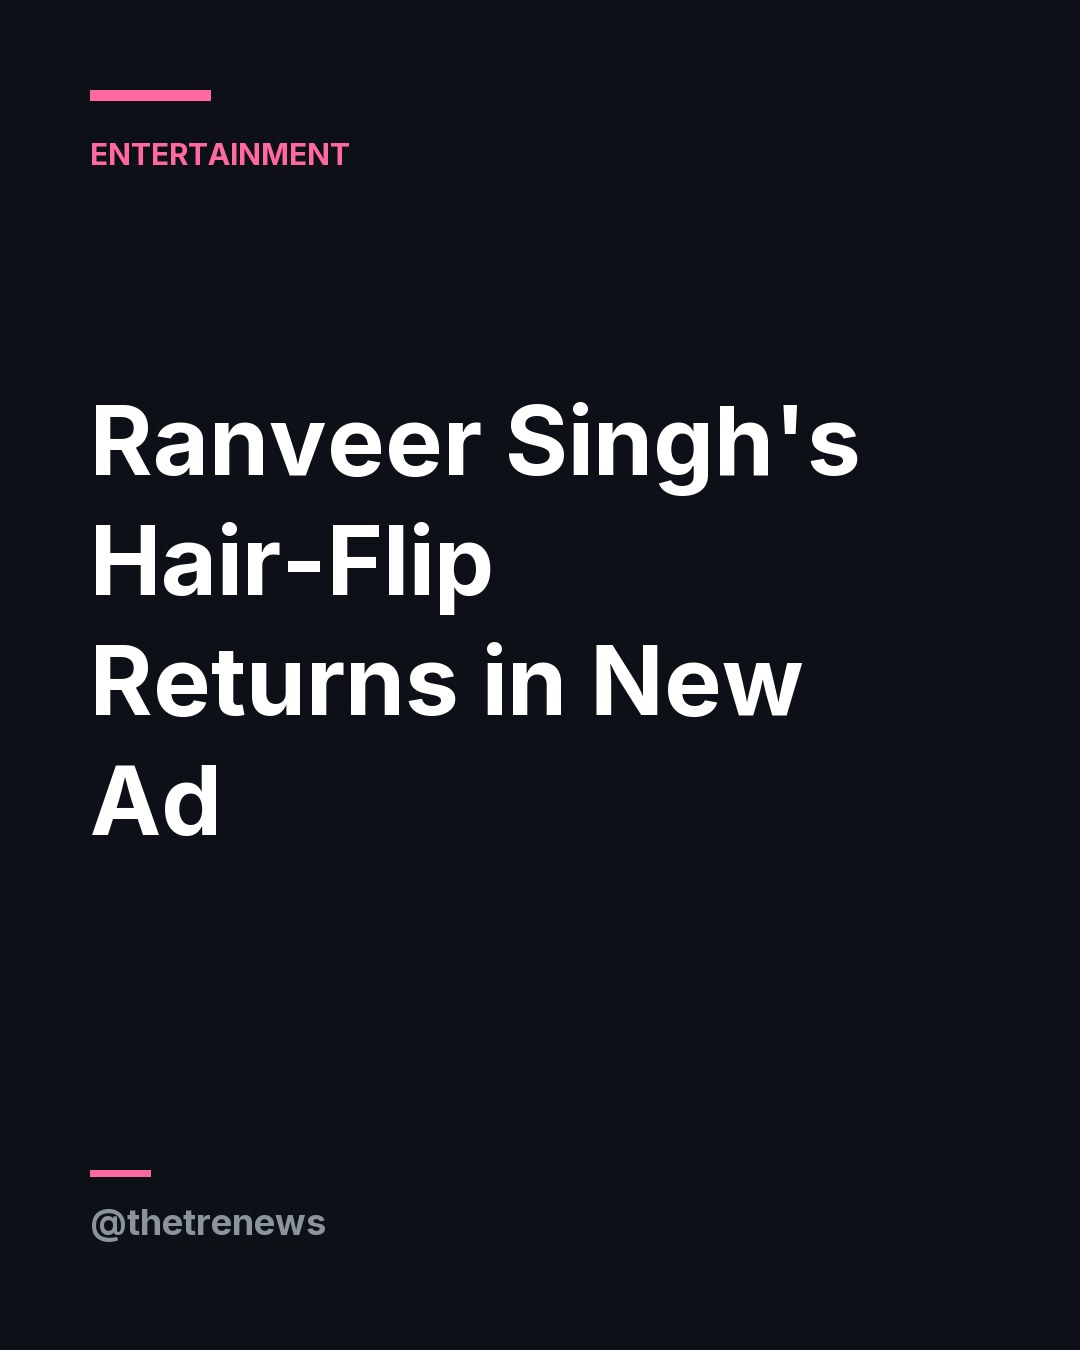 ENTERTAINMENT
Ranveer Singh's
Hair-Flip
Returns in New
Ad
@thetrenews